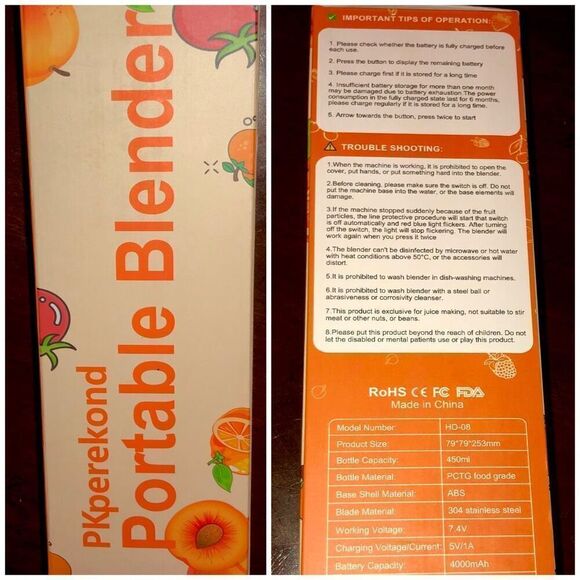 PKperekond
Portable Blender
IMPORTANT TIPS OF OPERATION:
1. Please check whether the battery is fully charged before
each use.
2. Press the button to display the remaining battery
3. Please charge first if it is stored for a long time
4. Insufficient battery storage for more than one month
may be damaged due to battery exhaustion.The power
consumption in the fully charged state last for 6 months,
please charge regularly if it is stored for a long time.
5. Arrow towards the button, press twice to start
TROUBLE SHOOTING:
1.When the machine is working, it is prohibited to open the
cover, put hands, or put something hard into the blender.
2.Before cleaning, please make sure the switch is off. Do not
put the machine base into the water, or the base elements will
damage.
3.If the machine stopped suddenly because of the fruit
particles, the line protective procedure will start that switch
is off automatically and red blue light flickers. After turning
off the switch, the light will stop flickering. The blender will
work again when you press it twice
4.The blender can't be disinfected by microwave or hot water
with heat conditions above 50°C, or the accessories will
distort.
5.It is prohibited to wash blender in dish-washing machines.
6.It is prohibited to wash blender with a steel ball or
abrasiveness or corrosivity cleanser.
7.This product is exclusive for juice making, not suitable to stir
meat or other nuts, or beans.
8.Please put this product beyond the reach of children. Do not
let the disabled or mental patients use or play this product.
RoHS CE FC FDA
Made in China
Model Number: HO-08
Product Size: 79*79*253mm
Bottle Capacity: 450ml
Bottle Material: PCTG food grade
Base Shell Material: ABS
Blade Material: 304 stainless steel
Working Voltage: 7.4V
Charging Voltage/Current: 5V/1A
Battery Capacity: 4000mAh